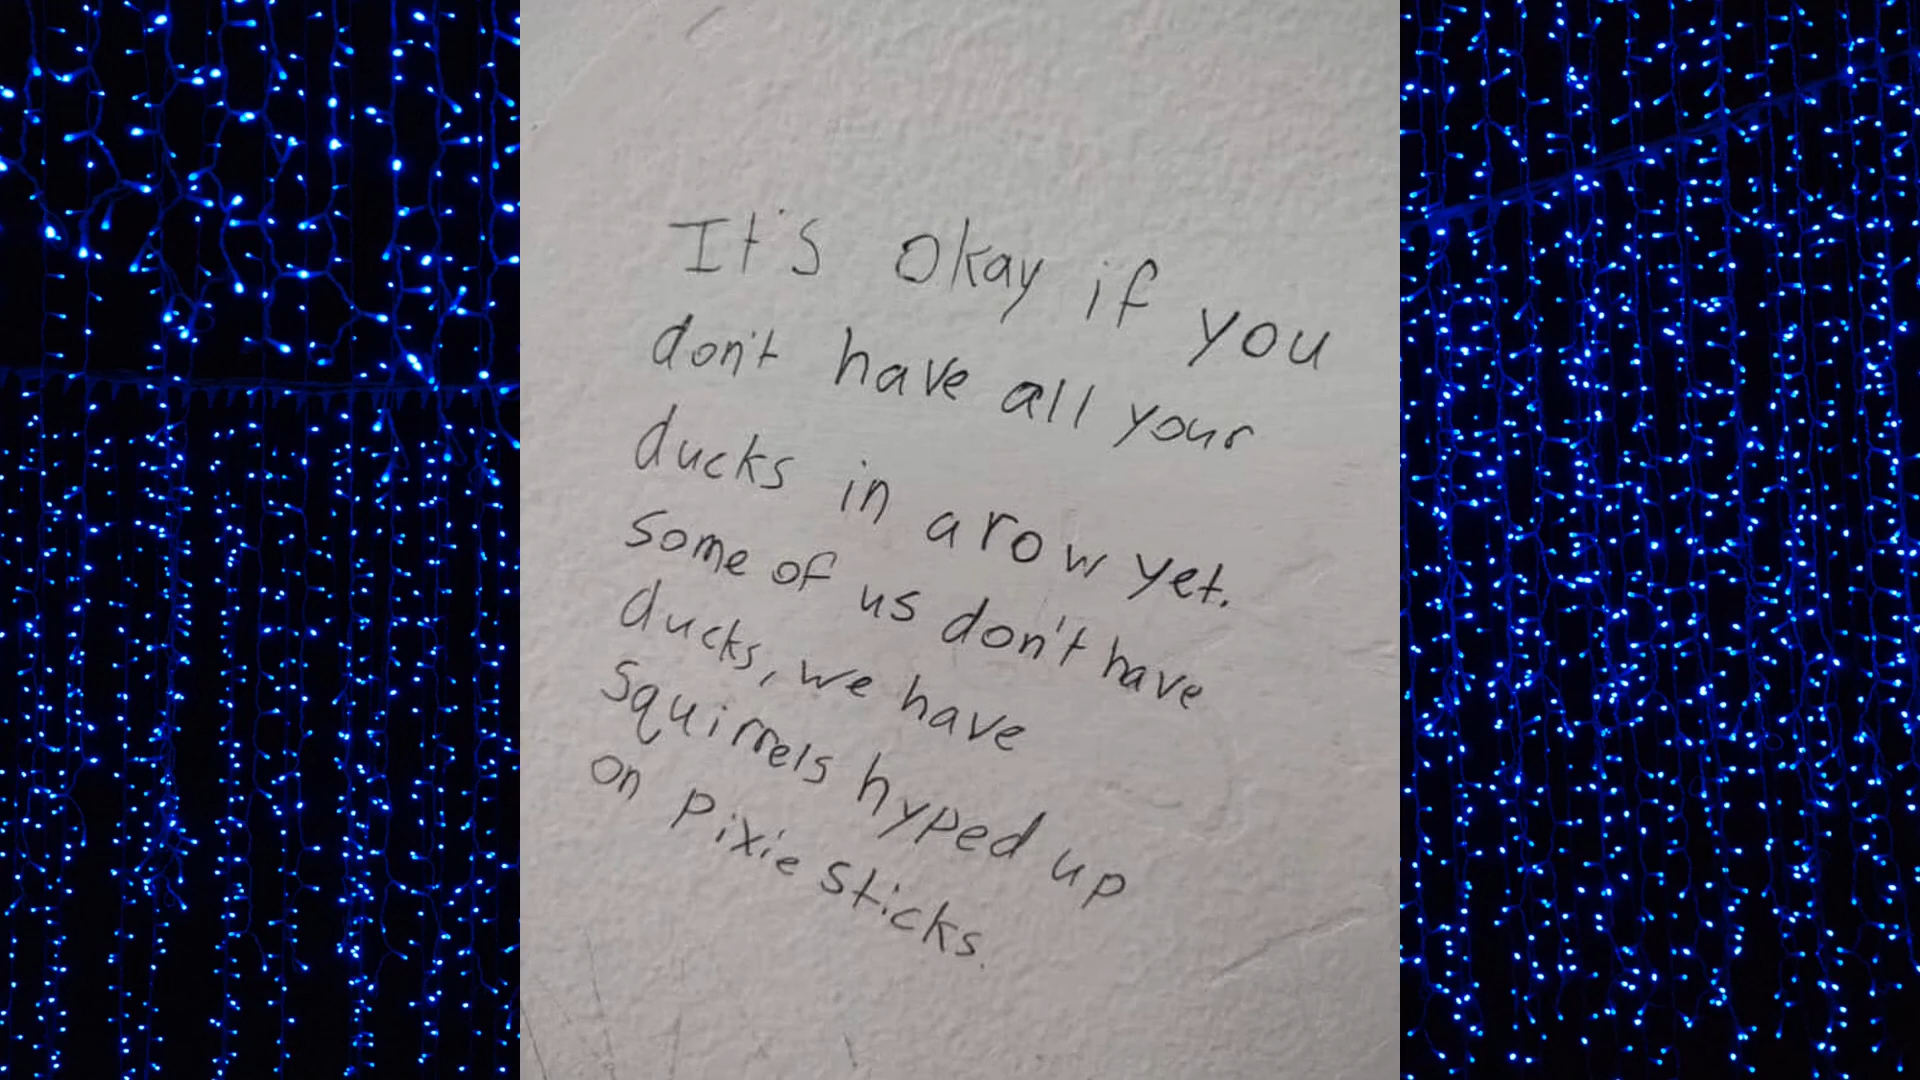 It's okay if you
don't have all your
ducks in a row yet.
Some of us don't have
ducks, we have
squirrels hyped up
on pixie sticks.